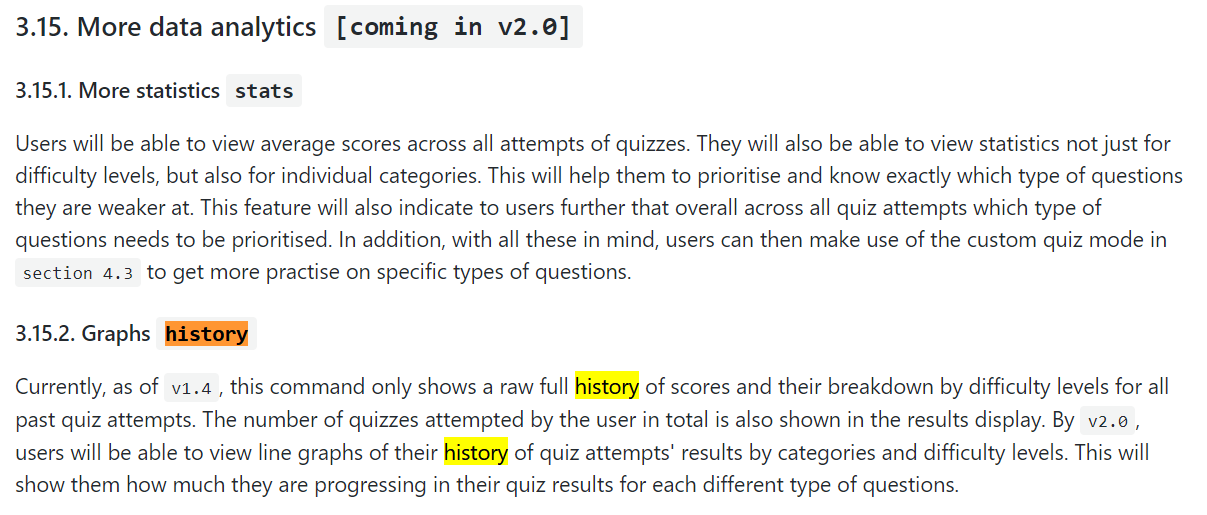 3.15. More data analytics [coming in v2.0]
3.15.1. More statistics stats
Users will be able to view average scores across all attempts of quizzes. They will also be able to view statistics not just for
difficulty levels, but also for individual categories. This will help them to prioritise and know exactly which type of questions
they are weaker at. This feature will also indicate to users further that overall across all quiz attempts which type of
questions needs to be prioritised. In addition, with all these in mind, users can then make use of the custom quiz mode in
section 4.3 to get more practise on specific types of questions.
3.15.2. Graphs history
Currently, as of v1.4, this command only shows a raw full history of scores and their breakdown by difficulty levels for all
past quiz attempts. The number of quizzes attempted by the user in total is also shown in the results display. By v2.0,
users will be able to view line graphs of their history of quiz attempts' results by categories and difficulty levels. This will
show them how much they are progressing in their quiz results for each different type of questions.